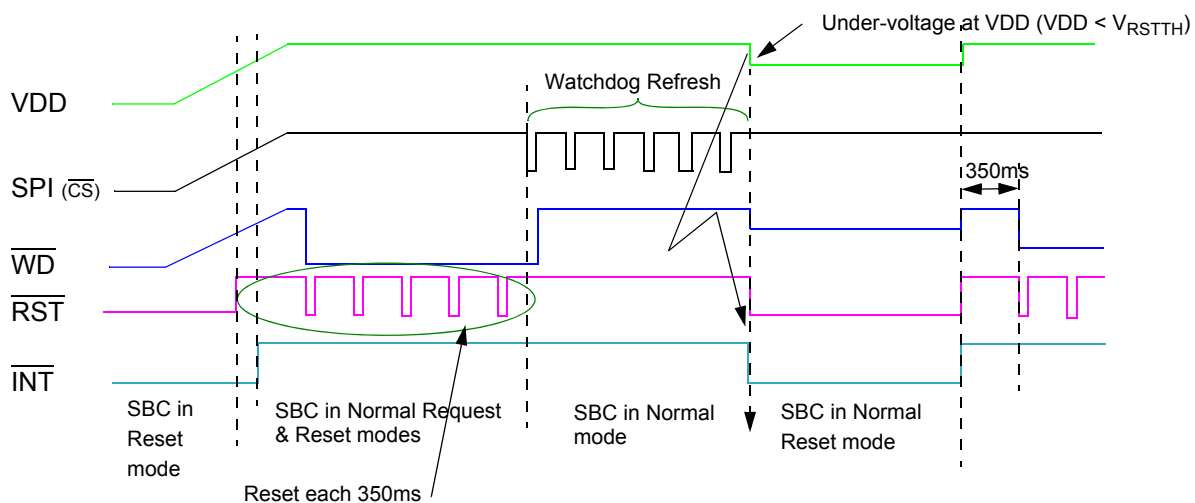 Under-voltage at VDD (VDD < VRSTTH)
VDD
Watchdog Refresh
SPI (CS)
350ms
WD
RST
INT
SBC in
Reset
mode
SBC in Normal Request
& Reset modes
SBC in Normal
mode
SBC in Normal
Reset mode
Reset each 350ms